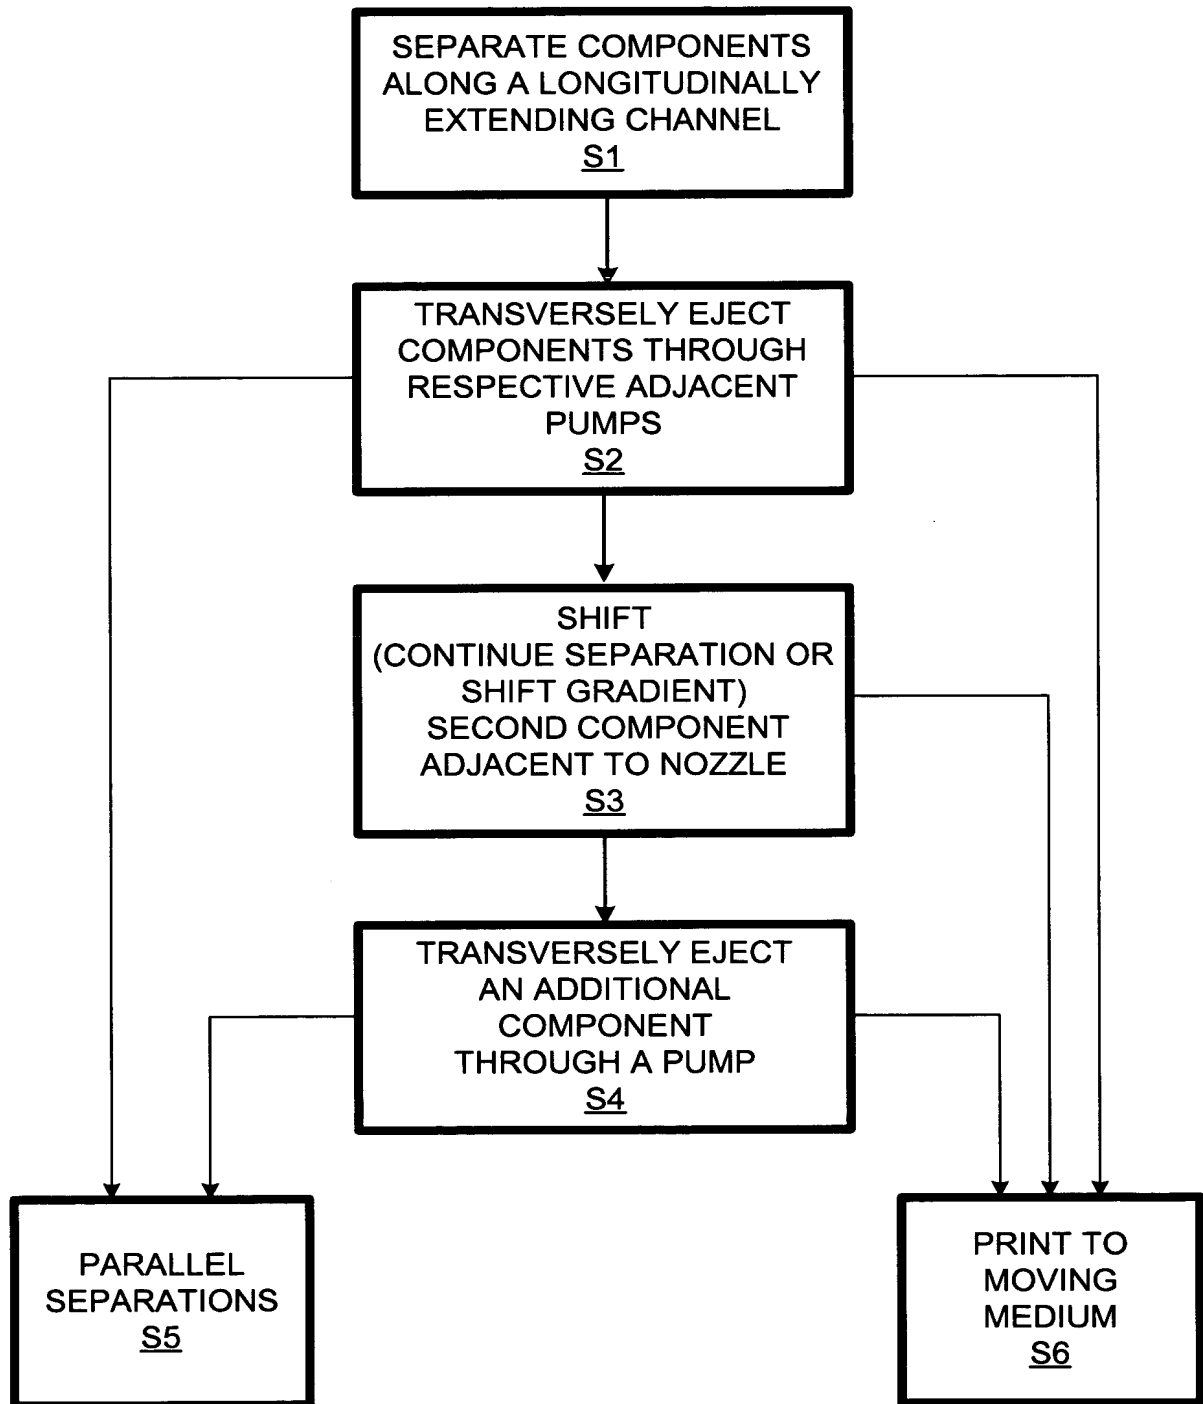 SEPARATE COMPONENTS
ALONG A LONGITUDINALLY
EXTENDING CHANNEL
S1
TRANSVERSELY EJECT
COMPONENTS THROUGH
RESPECTIVE ADJACENT
PUMPS
S2
SHIFT
(CONTINUE SEPARATION OR
SHIFT GRADIENT)
SECOND COMPONENT
ADJACENT TO NOZZLE
S3
TRANSVERSELY EJECT
AN ADDITIONAL
COMPONENT
THROUGH A PUMP
S4
PARALLEL
SEPARATIONS
S5
PRINT TO
MOVING
MEDIUM
S6